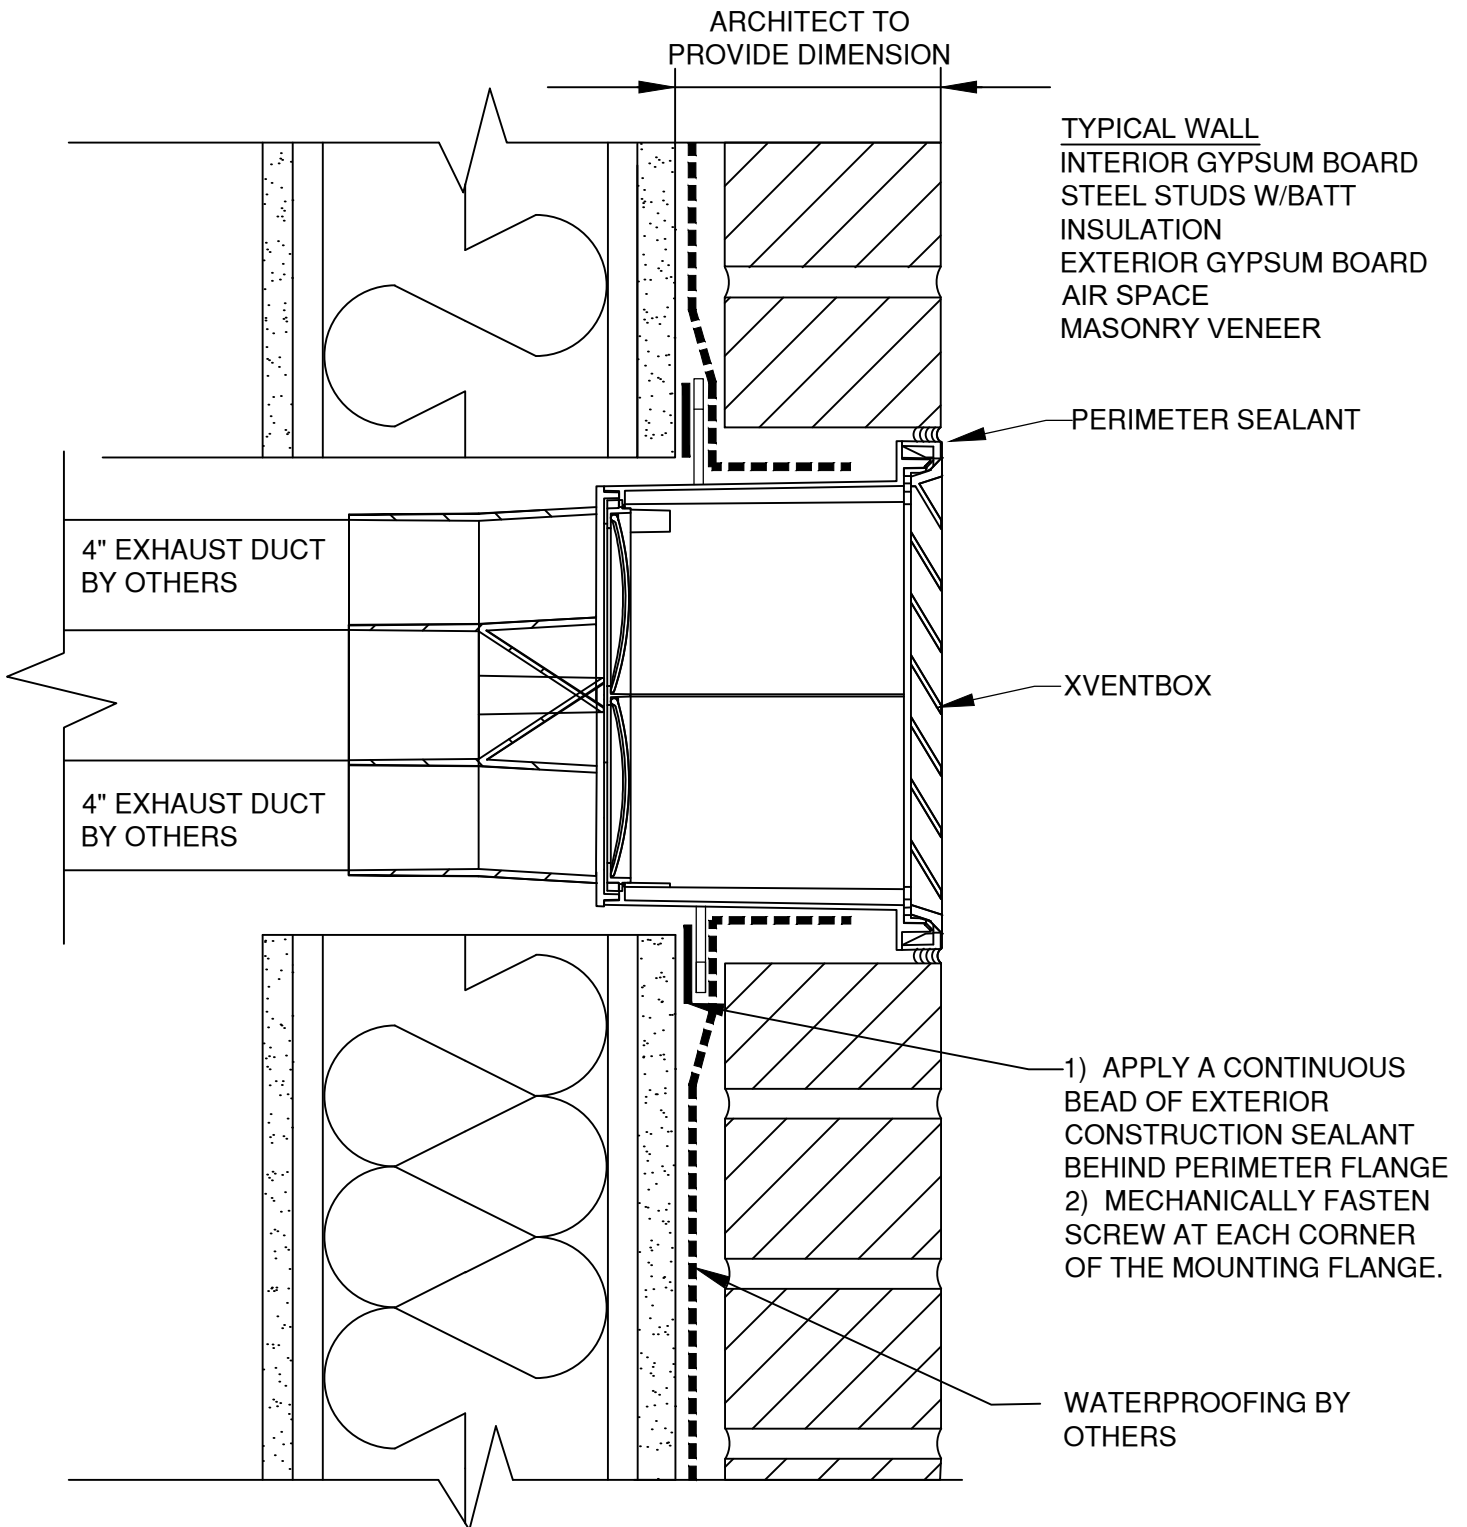 ARCHITECT TO
PROVIDE DIMENSION
TYPICAL WALL
INTERIOR GYPSUM BOARD
STEEL STUDS W/BATT
INSULATION
EXTERIOR GYPSUM BOARD
AIR SPACE
MASONRY VENEER
PERIMETER SEALANT
4" EXHAUST DUCT
BY OTHERS
XVENTBOX
4" EXHAUST DUCT
BY OTHERS
1) APPLY A CONTINUOUS
BEAD OF EXTERIOR
CONSTRUCTION SEALANT
BEHIND PERIMETER FLANGE
2) MECHANICALLY FASTEN
SCREW AT EACH CORNER
OF THE MOUNTING FLANGE.
WATERPROOFING BY
OTHERS